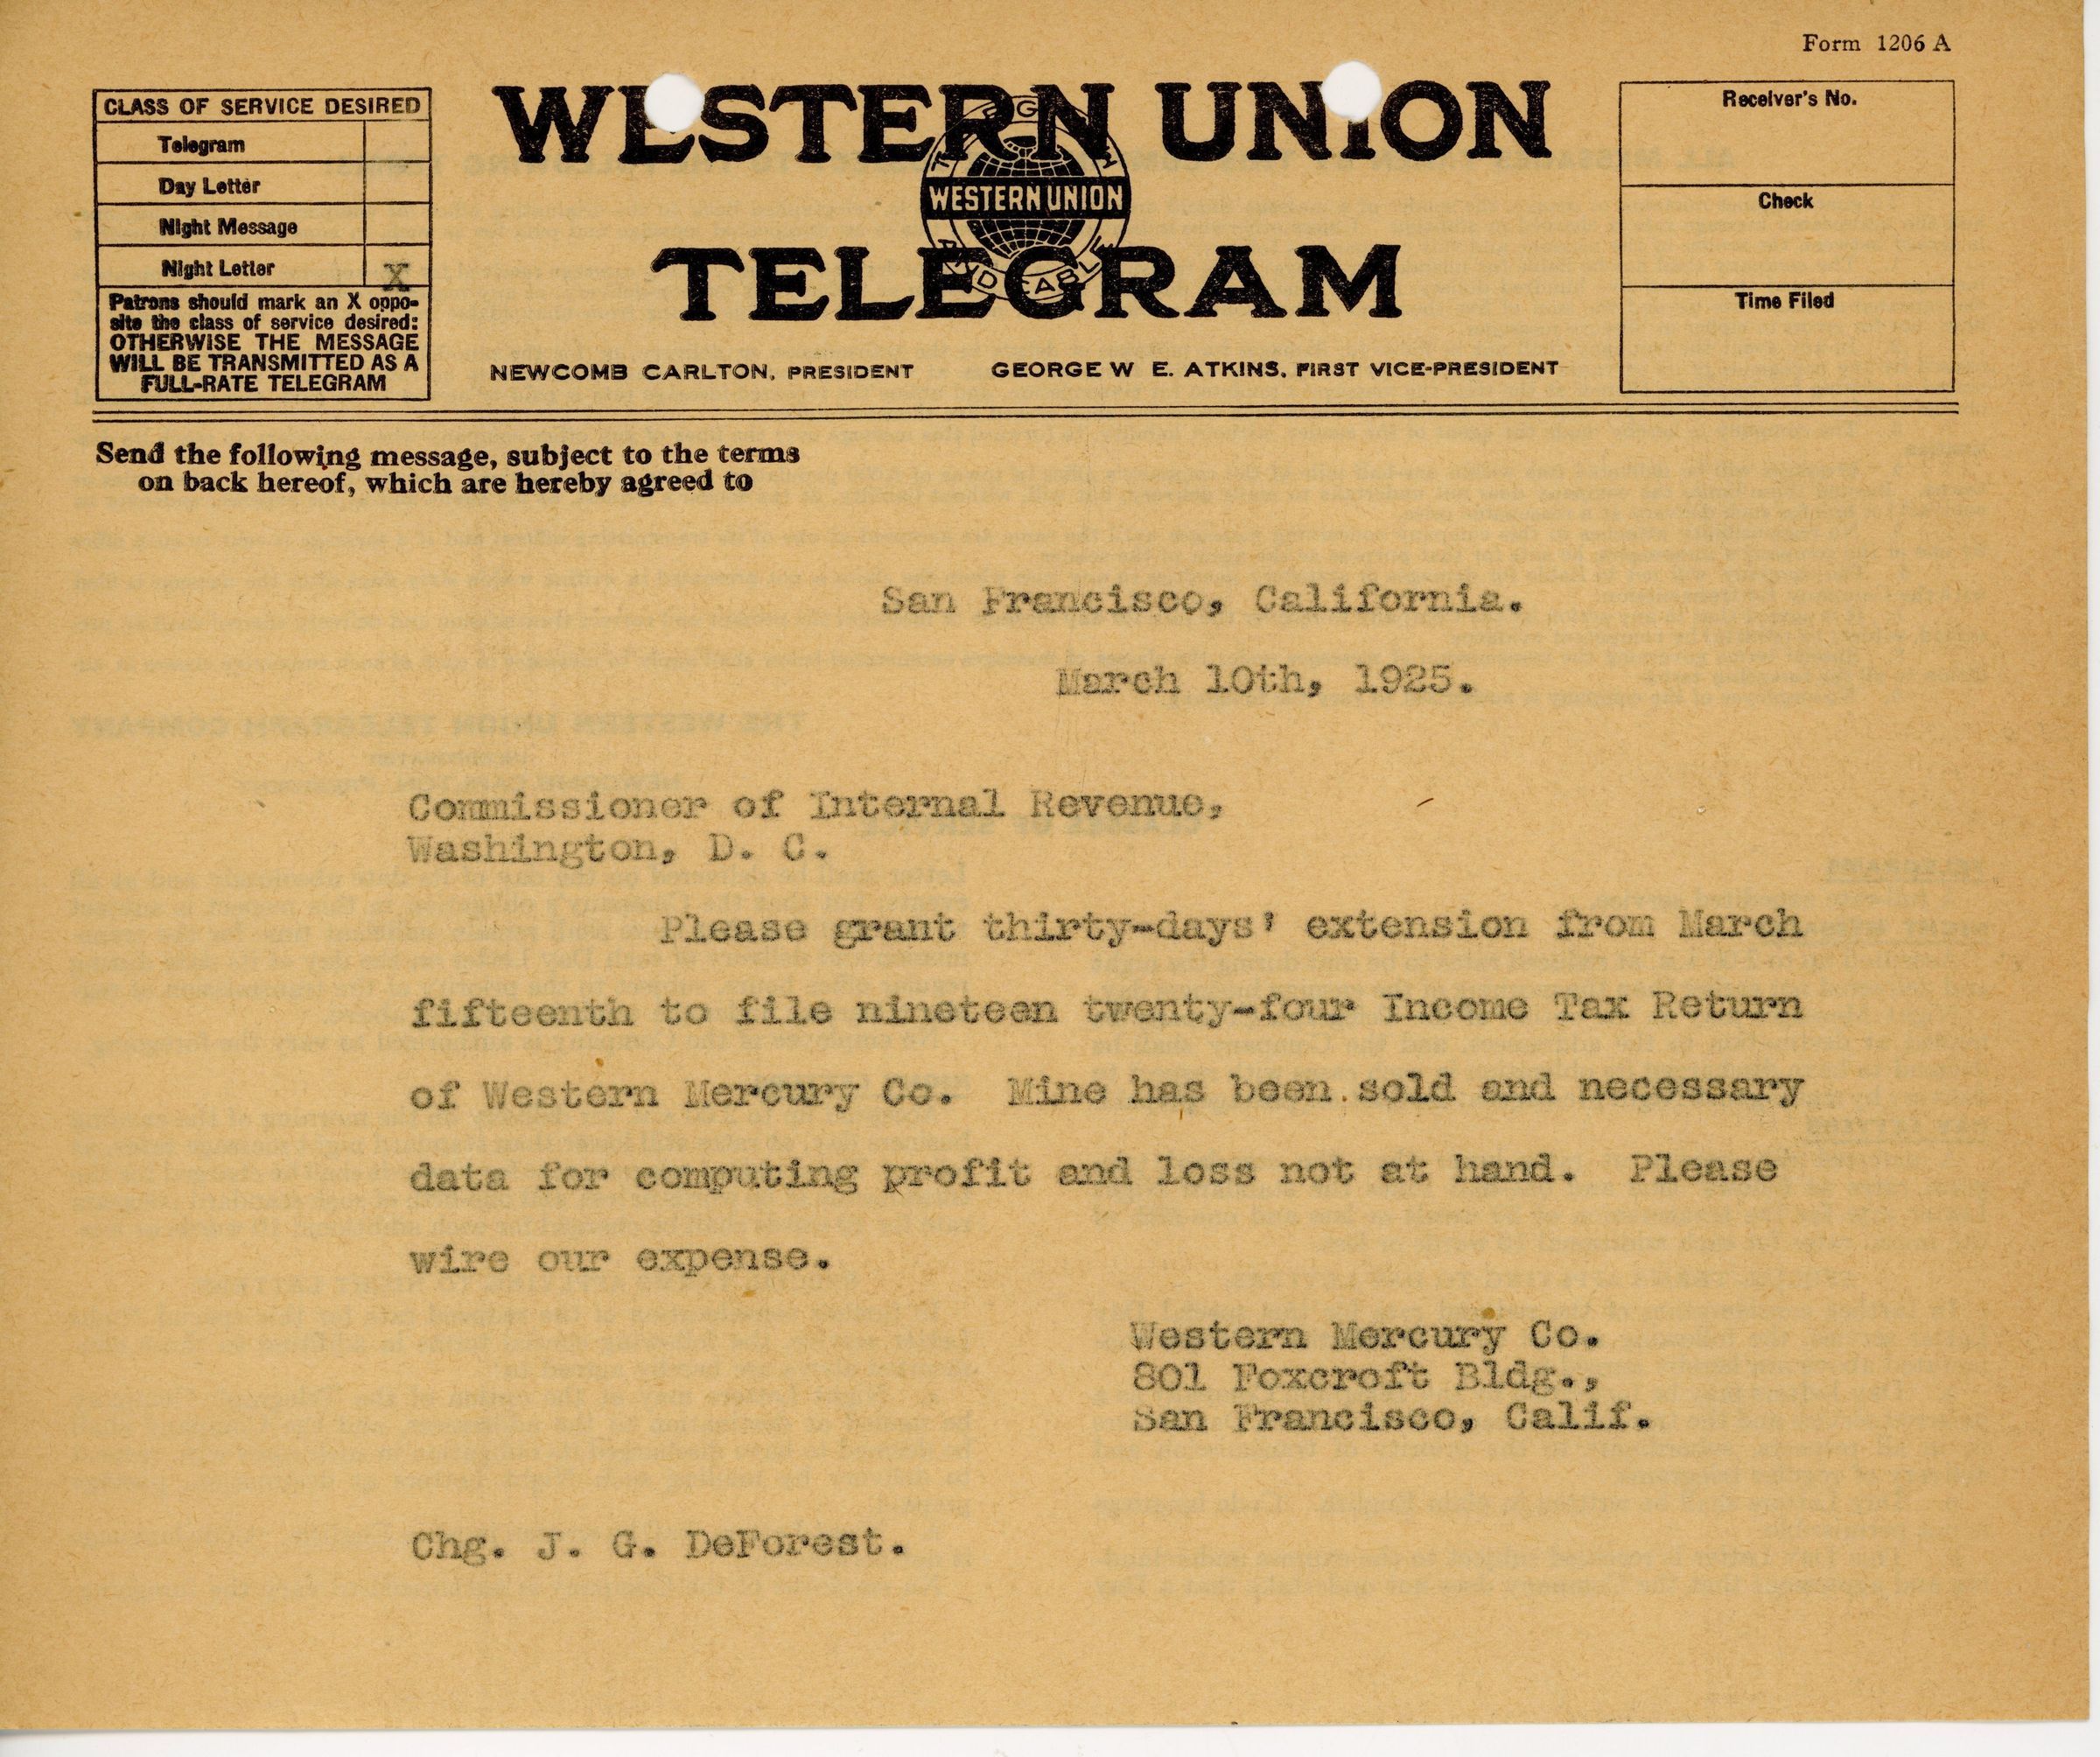 Form 1206 A
CLASS OF SERVICE DESIRED
Telegram
Day Letter
Night Message
Night Letter X
Patrons should mark an X oppo-
site the class of service desired:
OTHERWISE THE MESSAGE
WILL BE TRANSMITTED AS A
FULL-RATE TELEGRAM
WESTERN UNION
WESTERN UNION
TELEGRAM
NEWCOMB CARLTON, PRESIDENT GEORGE W E. ATKINS, FIRST VICE-PRESIDENT
Receiver's No.
Check
Time Filed
Send the following message, subject to the terms
on back hereof, which are hereby agreed to
San Francisco, California.
March 10th, 1925.
Commissioner of Internal Revenue,
Washington, D. C.
Please grant thirty-days' extension from March
fifteenth to file nineteen twenty-four Income Tax Return
of Western Mercury Co. Mine has been sold and necessary
data for computing profit and loss not at hand. Please
wire our expense.
Western Mercury Co.
801 Foxcroft Bldg.,
San Francisco, Calif.
Chg. J. G. DeForest.